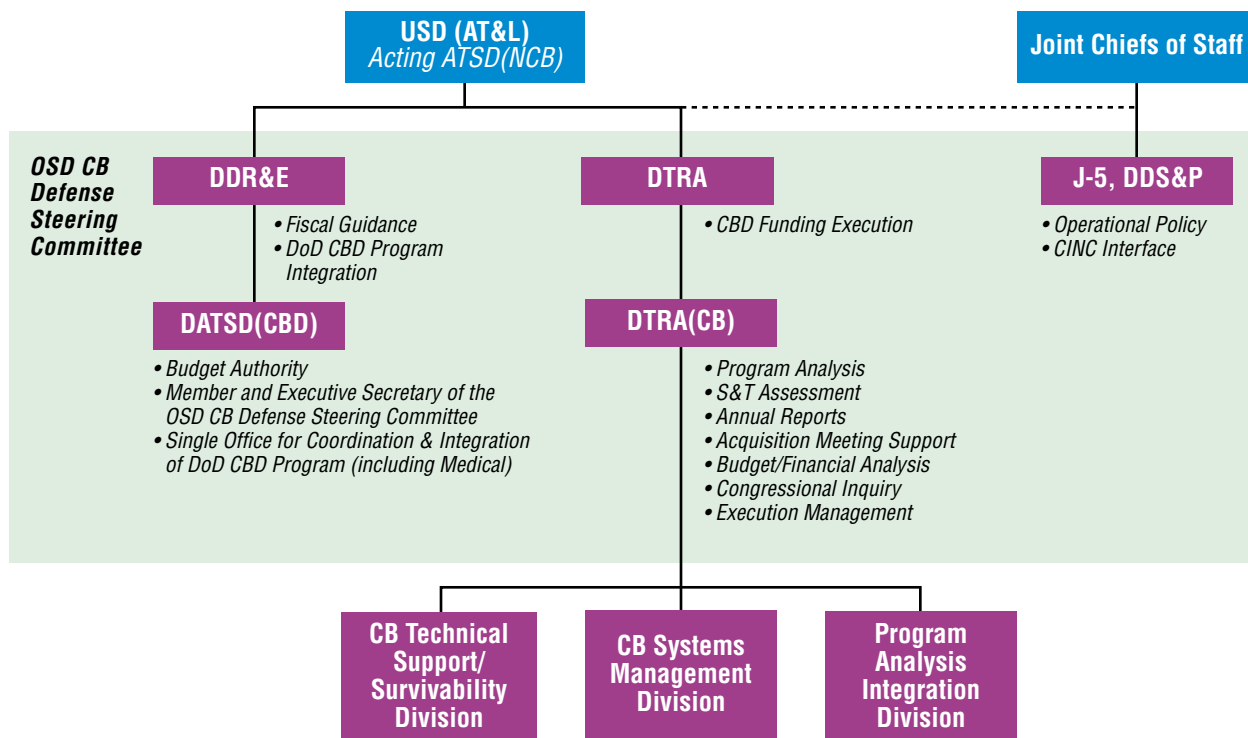 USD (AT&L)
Acting ATSD(NCB)
Joint Chiefs of Staff
OSD CB
Defense
Steering
Committee
DDR&E
• Fiscal Guidance
• DoD CBD Program
Integration
DTRA
• CBD Funding Execution
J-5, DDS&P
• Operational Policy
• CINC Interface
DATSD(CBD)
• Budget Authority
• Member and Executive Secretary of the
OSD CB Defense Steering Committee
• Single Office for Coordination & Integration
of DoD CBD Program (including Medical)
DTRA(CB)
• Program Analysis
• S&T Assessment
• Annual Reports
• Acquisition Meeting Support
• Budget/Financial Analysis
• Congressional Inquiry
• Execution Management
CB Technical
Support/
Survivability
Division
CB Systems
Management
Division
Program
Analysis
Integration
Division